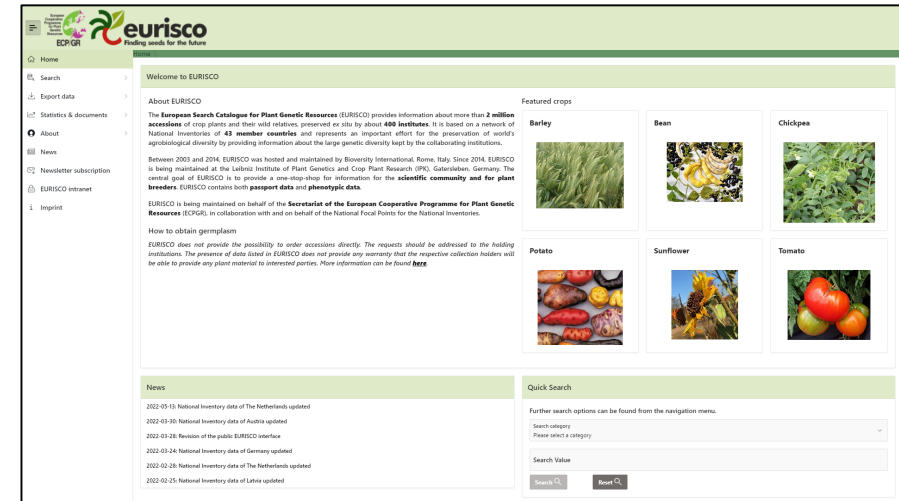 European
Cooperative
Programme
for Plant
Genetic
Resources
ECP/GR
eurisco
Finding seeds for the future
Home
Home
Search
Export data
Statistics & documents
About
News
Newsletter subscription
EURISCO intranet
Imprint
Welcome to EURISCO
About EURISCO
The European Search Catalogue for Plant Genetic Resources (EURISCO) provides information about more than 2 million
accessions of crop plants and their wild relatives, preserved ex situ by about 400 institutes. It is based on a network of
National Inventories of 43 member countries and represents an important effort for the preservation of world's
agrobiological diversity by providing information about the large genetic diversity kept by the collaborating institutions.
Between 2003 and 2014, EURISCO was hosted and maintained by Bioversity International, Rome, Italy. Since 2014, EURISCO
is being maintained at the Leibniz Institute of Plant Genetics and Crop Plant Research (IPK), Gatersleben, Germany. The
central goal of EURISCO is to provide a one-stop-shop for information for the scientific community and for plant
breeders. EURISCO contains both passport data and phenotypic data.
EURISCO is being maintained on behalf of the Secretariat of the European Cooperative Programme for Plant Genetic
Resources (ECPGR), in collaboration with and on behalf of the National Focal Points for the National Inventories.
How to obtain germplasm
EURISCO does not provide the possibility to order accessions directly. The requests should be addressed to the holding
institutions. The presence of data listed in EURISCO does not provide any warranty that the respective collection holders will
be able to provide any plant material to interested parties. More information can be found here.
Featured crops
Barley
Bean
Chickpea
Potato
Sunflower
Tomato
News
2022-05-13: National Inventory data of The Netherlands updated
2022-03-30: National Inventory data of Austria updated
2022-03-28: Revision of the public EURISCO interface
2022-03-24: National Inventory data of Germany updated
2022-02-28: National Inventory data of The Netherlands updated
2022-02-25: National Inventory data of Latvia updated
Quick Search
Further search options can be found from the navigation menu.
Search category
Please select a category
Search Value
Search
Reset